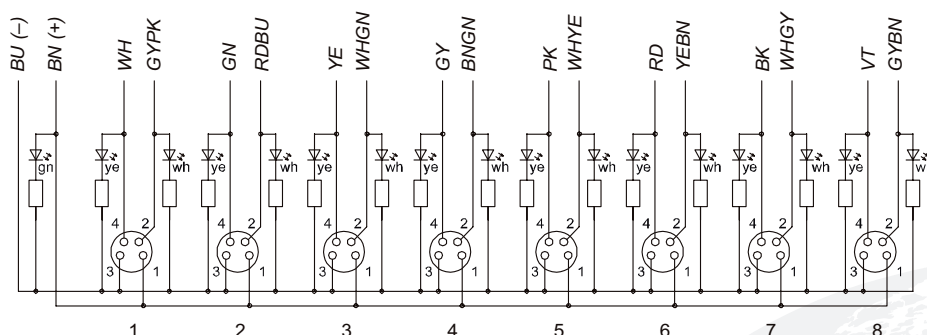 BU (–) BN (+) WH GYPK GN RDBU YE WHGN GY BNGN PK WHYE RD YEBN BK WHGY VT GYBN
gn ye wh ye wh ye wh ye wh ye wh ye wh ye wh ye w
4 2 4 2 4 2 4 2 4 2 4 2 4 2 4 2
3 1 3 1 3 1 3 1 3 1 3 1 3 1 3 1
1 2 3 4 5 6 7 8